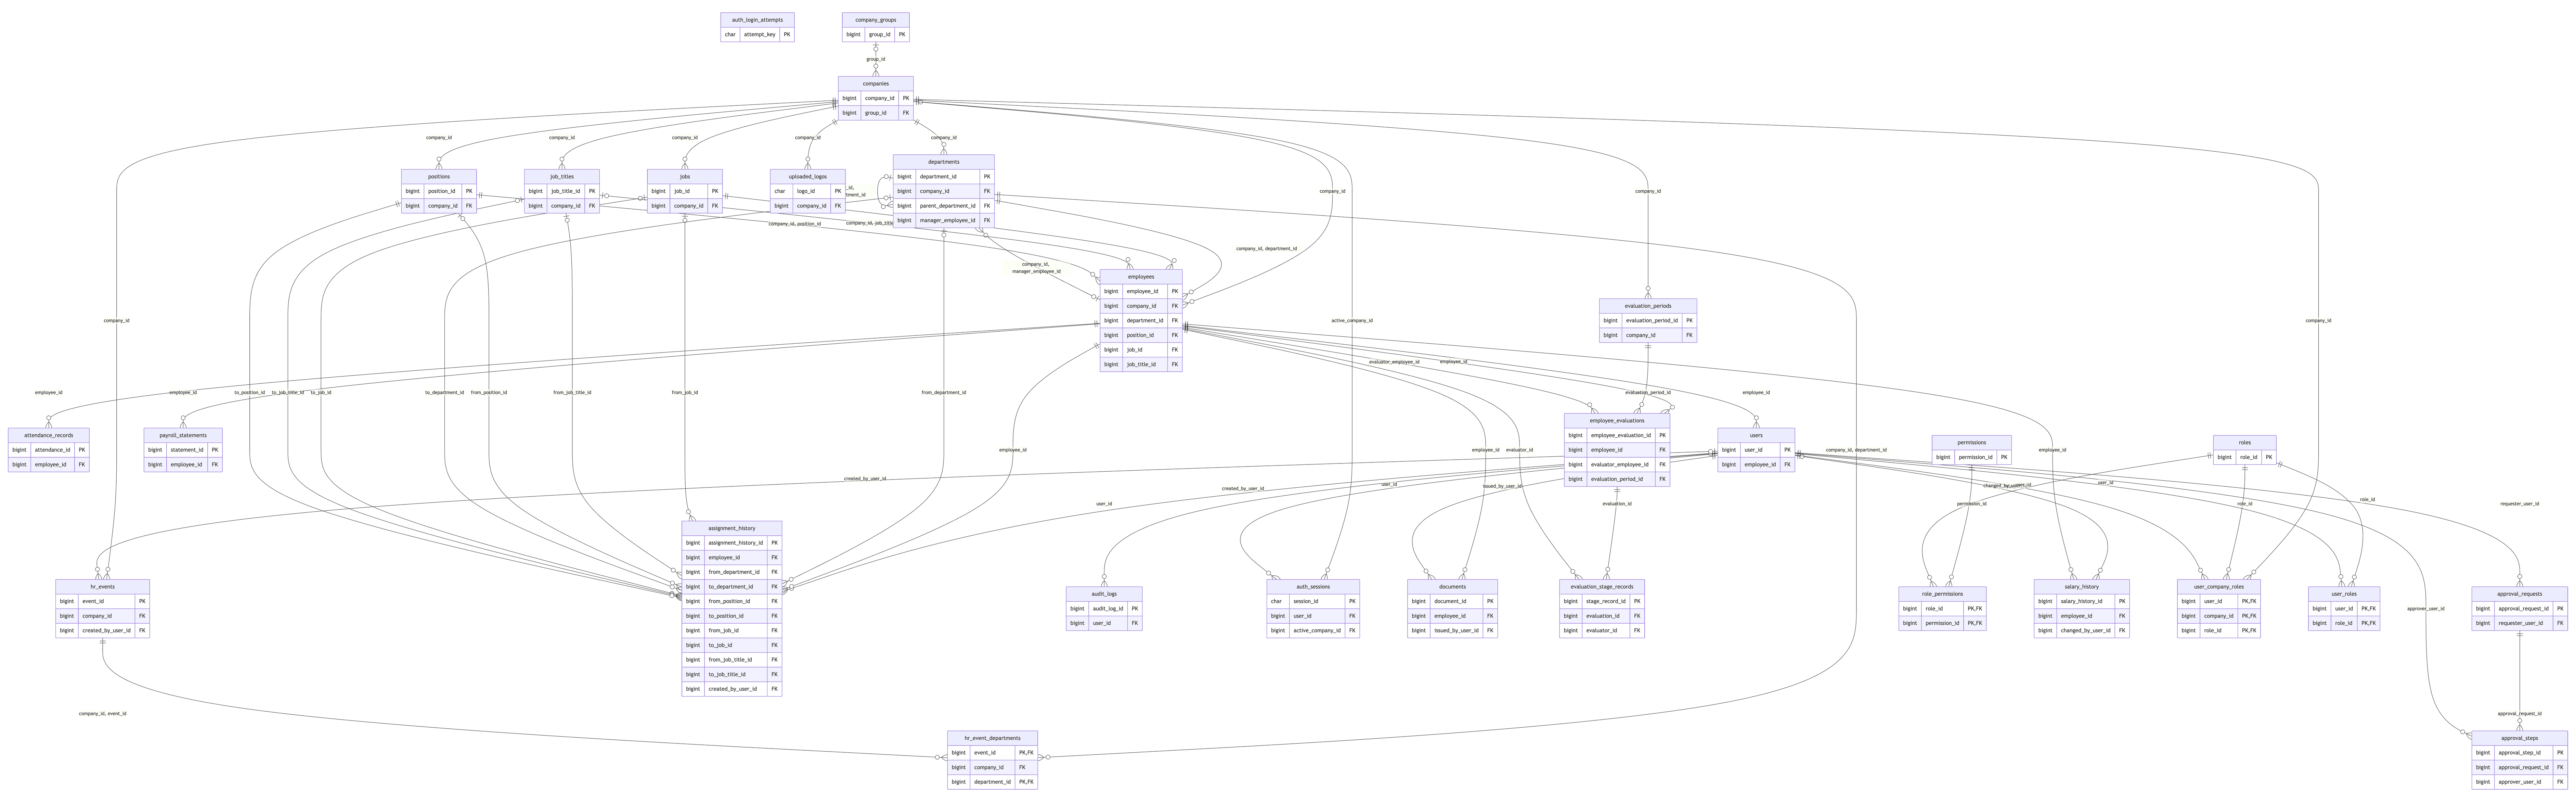 auth_login_attempts
char attempt_key PK
company_groups
bigint group_id PK
group_id
companies
bigint company_id PK
bigint group_id FK
company_id
company_id
company_id
company_id
company_id
positions
bigint position_id PK
bigint company_id FK
job_titles
bigint job_title_id PK
bigint company_id FK
jobs
bigint job_id PK
bigint company_id FK
uploaded_logos
char logo_id PK
bigint company_id FK
departments
bigint department_id PK
bigint company_id FK
bigint parent_department_id FK
bigint manager_employee_id FK
_id,
tment_id
company_id
company_id
company_id, position_id
company_id, job_title
company_id, department_id
company_id,
manager_employee_id
employees
bigint employee_id PK
bigint company_id FK
bigint department_id FK
bigint position_id FK
bigint job_id FK
bigint job_title_id FK
evaluation_periods
bigint evaluation_period_id PK
bigint company_id FK
company_id
active_company_id
company_id
evaluator_employee_id
employee_id
employee_id
employee_id
to_position_id
to_job_title_id
to_job_id
to_department_id
from_position_id
from_job_title_id
from_job_id
from_department_id
evaluation_period_id
employee_id
attendance_records
bigint attendance_id PK
bigint employee_id FK
payroll_statements
bigint statement_id PK
bigint employee_id FK
employee_evaluations
bigint employee_evaluation_id PK
bigint employee_id FK
bigint evaluator_employee_id FK
bigint evaluation_period_id FK
users
bigint user_id PK
bigint employee_id FK
permissions
bigint permission_id PK
roles
bigint role_id PK
employee_id
employee_id
evaluator_id
company_id, department_id
employee_id
created_by_user_id
created_by_user_id
user_id
issued_by_user_id
changed_by_user_id
user_id
user_id
evaluation_id
permission_id
role_id
role_id
requester_user_id
assignment_history
bigint assignment_history_id PK
bigint employee_id FK
bigint from_department_id FK
bigint to_department_id FK
bigint from_position_id FK
bigint to_position_id FK
bigint from_job_id FK
bigint to_job_id FK
bigint from_job_title_id FK
bigint to_job_title_id FK
bigint created_by_user_id FK
hr_events
bigint event_id PK
bigint company_id FK
bigint created_by_user_id FK
audit_logs
bigint audit_log_id PK
bigint user_id FK
auth_sessions
char session_id PK
bigint user_id FK
bigint active_company_id FK
documents
bigint document_id PK
bigint employee_id FK
bigint issued_by_user_id FK
evaluation_stage_records
bigint stage_record_id PK
bigint evaluation_id FK
bigint evaluator_id FK
role_permissions
bigint role_id PK,FK
bigint permission_id PK,FK
salary_history
bigint salary_history_id PK
bigint employee_id FK
bigint changed_by_user_id FK
user_company_roles
bigint user_id PK,FK
bigint company_id PK,FK
bigint role_id PK,FK
user_roles
bigint user_id PK,FK
bigint role_id PK,FK
approval_requests
bigint approval_request_id PK
bigint requester_user_id FK
approver_user_id
company_id, event_id
approval_request_id
hr_event_departments
bigint event_id PK,FK
bigint company_id FK
bigint department_id PK,FK
approval_steps
bigint approval_step_id PK
bigint approval_request_id FK
bigint approver_user_id FK